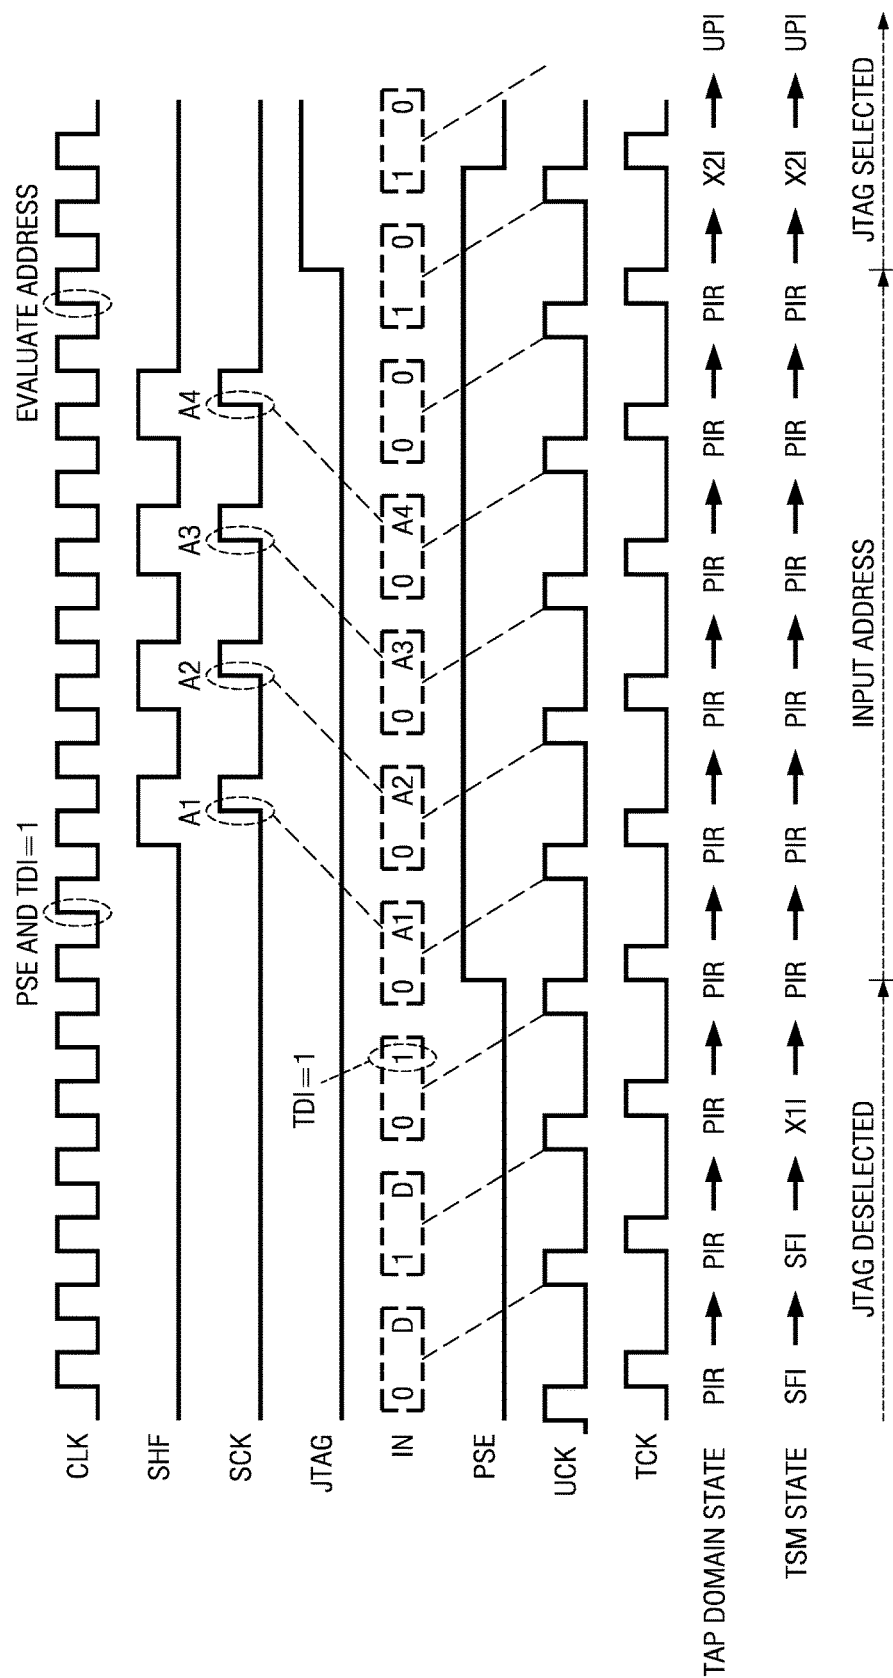 PSE AND TDI=1 EVALUATE ADDRESS
CLK
SHF
A1 A2 A3 A4
SCK
TDI=1
JTAG
IN 0 D 1 D 0 1 0 A1 0 A2 0 A3 0 A4 0 0 1 0 1 0
PSE
UCK
TCK
TAP DOMAIN STATE PIR → PIR → PIR → PIR → PIR → PIR → PIR → PIR → PIR → X2I → UPI
TSM STATE SFI → SFI → X1I → PIR → PIR → PIR → PIR → PIR → PIR → X2I → UPI
JTAG DESELECTED INPUT ADDRESS JTAG SELECTED